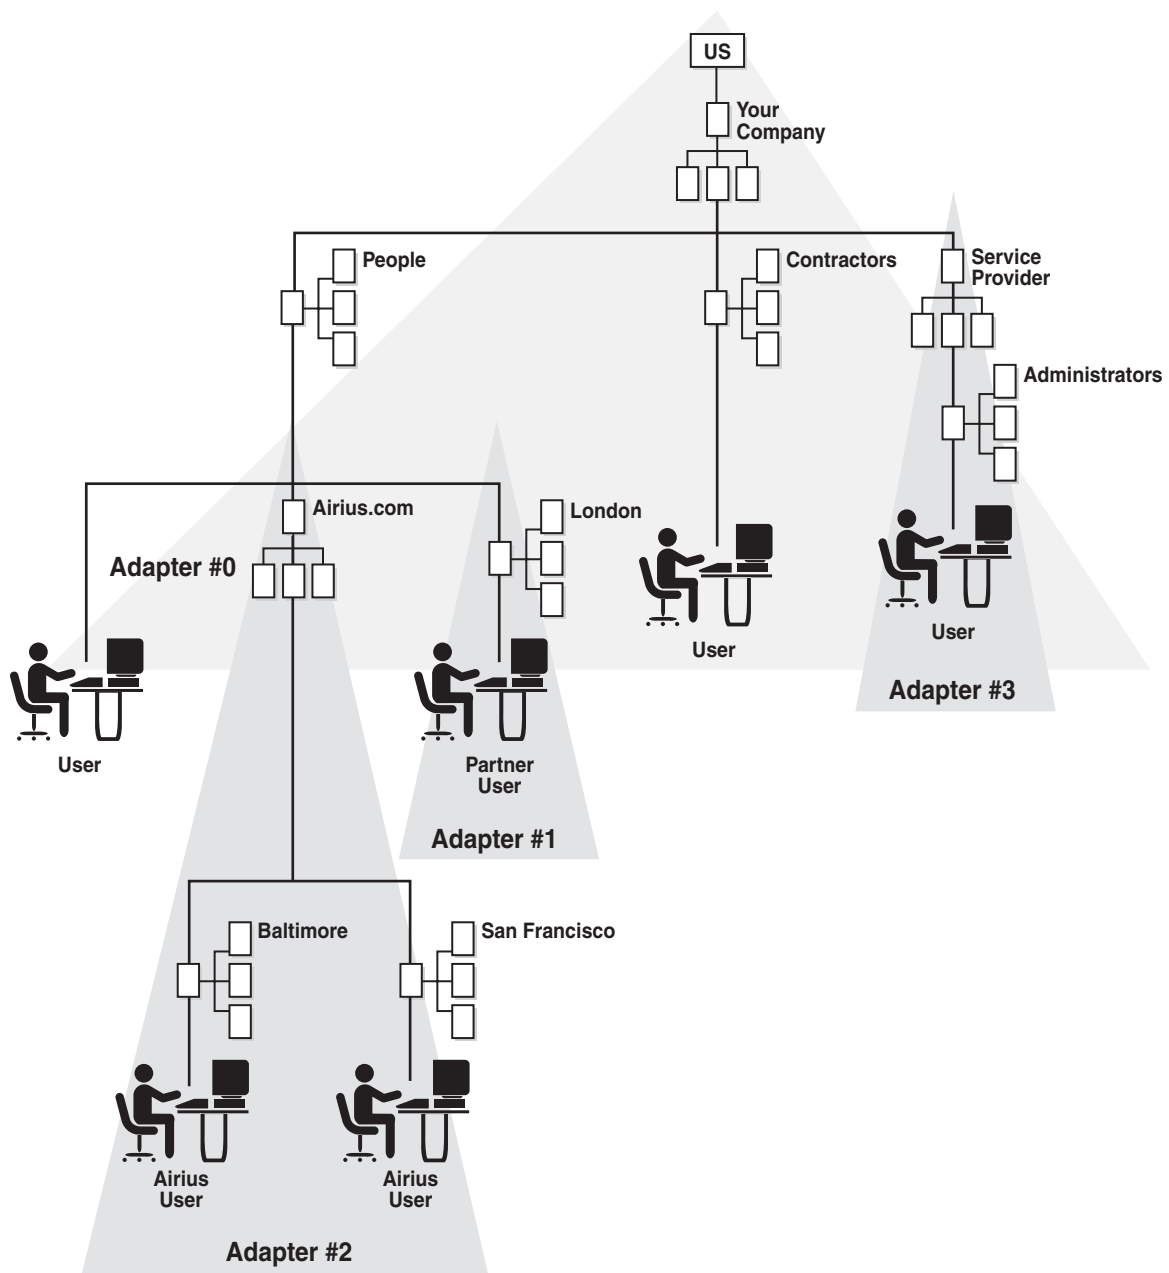 US
Your
Company
People
Contractors
Service
Provider
Administrators
Airius.com
London
Adapter #0
User
User
User
Adapter #3
Partner
User
Adapter #1
Baltimore
San Francisco
Airius
User
Airius
User
Adapter #2